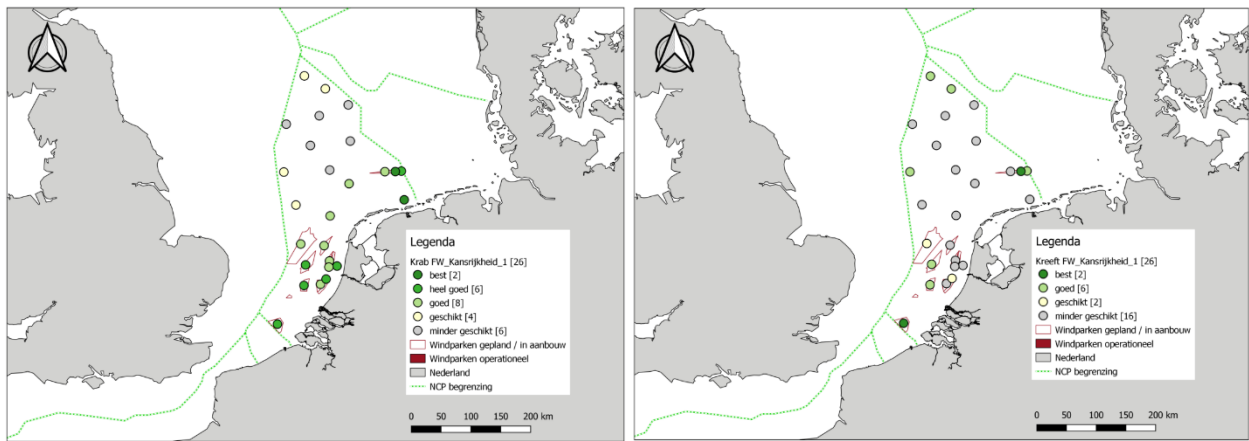 Legenda
Krab FW_Kansrijkheid_1 [26]
best [2]
heel goed [6]
goed [8]
geschikt [4]
minder geschikt [6]
Windparken gepland / in aanbouw
Windparken operationeel
Nederland
NCP begrenzing
0 50 100 150 200 km
Legenda
Kreeft FW_Kansrijkheid_1 [26]
best [2]
goed [6]
geschikt [2]
minder geschikt [16]
Windparken gepland / in aanbouw
Windparken operationeel
Nederland
NCP begrenzing
0 50 100 150 200 km